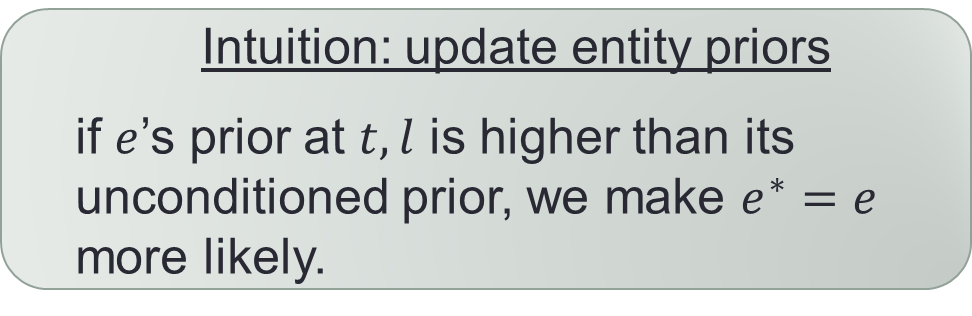 Intuition: update entity priors
if e’s prior at t, l is higher than its
unconditioned prior, we make e* = e
more likely.